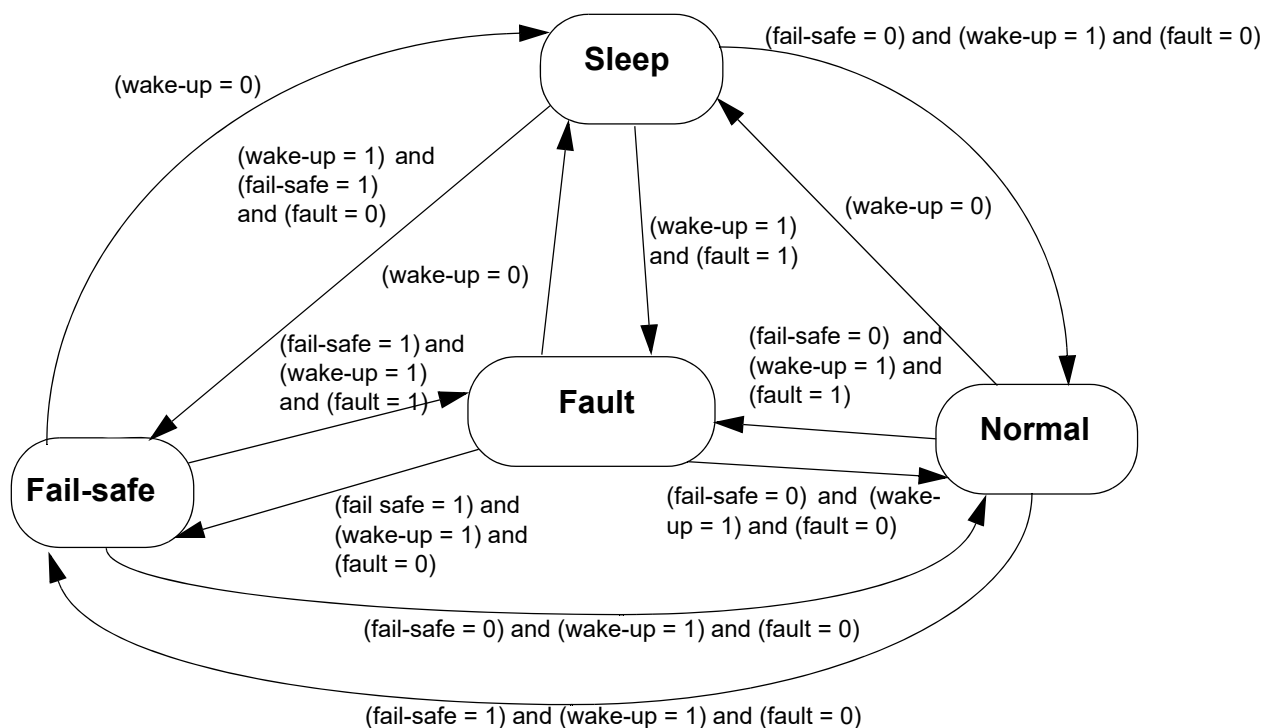 Sleep
(fail-safe = 0) and (wake-up = 1) and (fault = 0)
(wake-up = 0)
(wake-up = 1) and
(fail-safe = 1)
and (fault = 0)
(wake-up = 0)
(wake-up = 1)
and (fault = 1)
(wake-up = 0)
(fail-safe = 1) and
(wake-up = 1)
and (fault = 1)
(fail-safe = 0) and
(wake-up = 1) and
(fault = 1)
Fault
Normal
Fail-safe
(fail safe = 1) and
(wake-up = 1) and
(fault = 0)
(fail-safe = 0) and (wake-
up = 1) and (fault = 0)
(fail-safe = 0) and (wake-up = 1) and (fault = 0)
(fail-safe = 1) and (wake-up = 1) and (fault = 0)